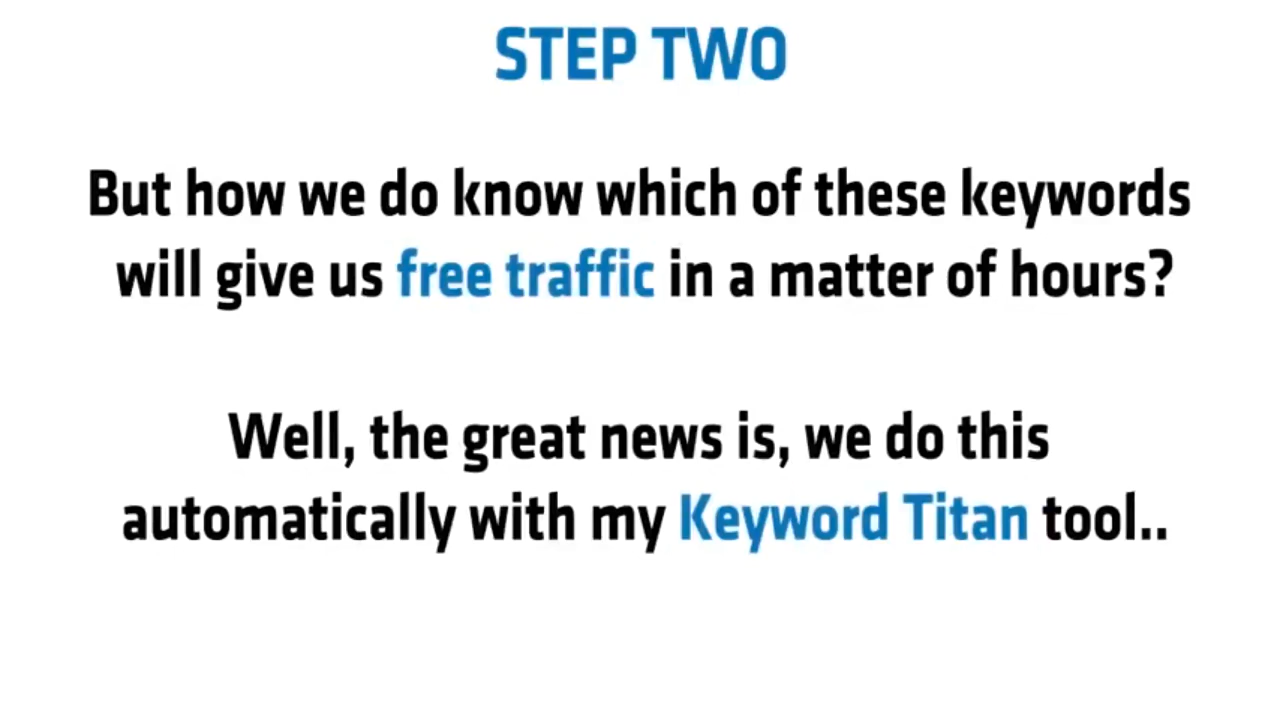 STEP TWO
But how we do know which of these keywords
will give us free traffic in a matter of hours?
Well, the great news is, we do this
automatically with my Keyword Titan tool..